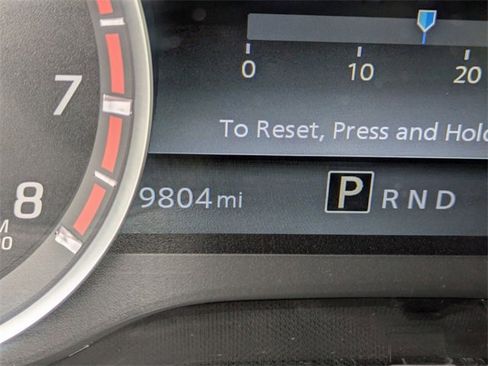 0 10 20
7
To Reset, Press and Hold
8
9804 mi P R N D